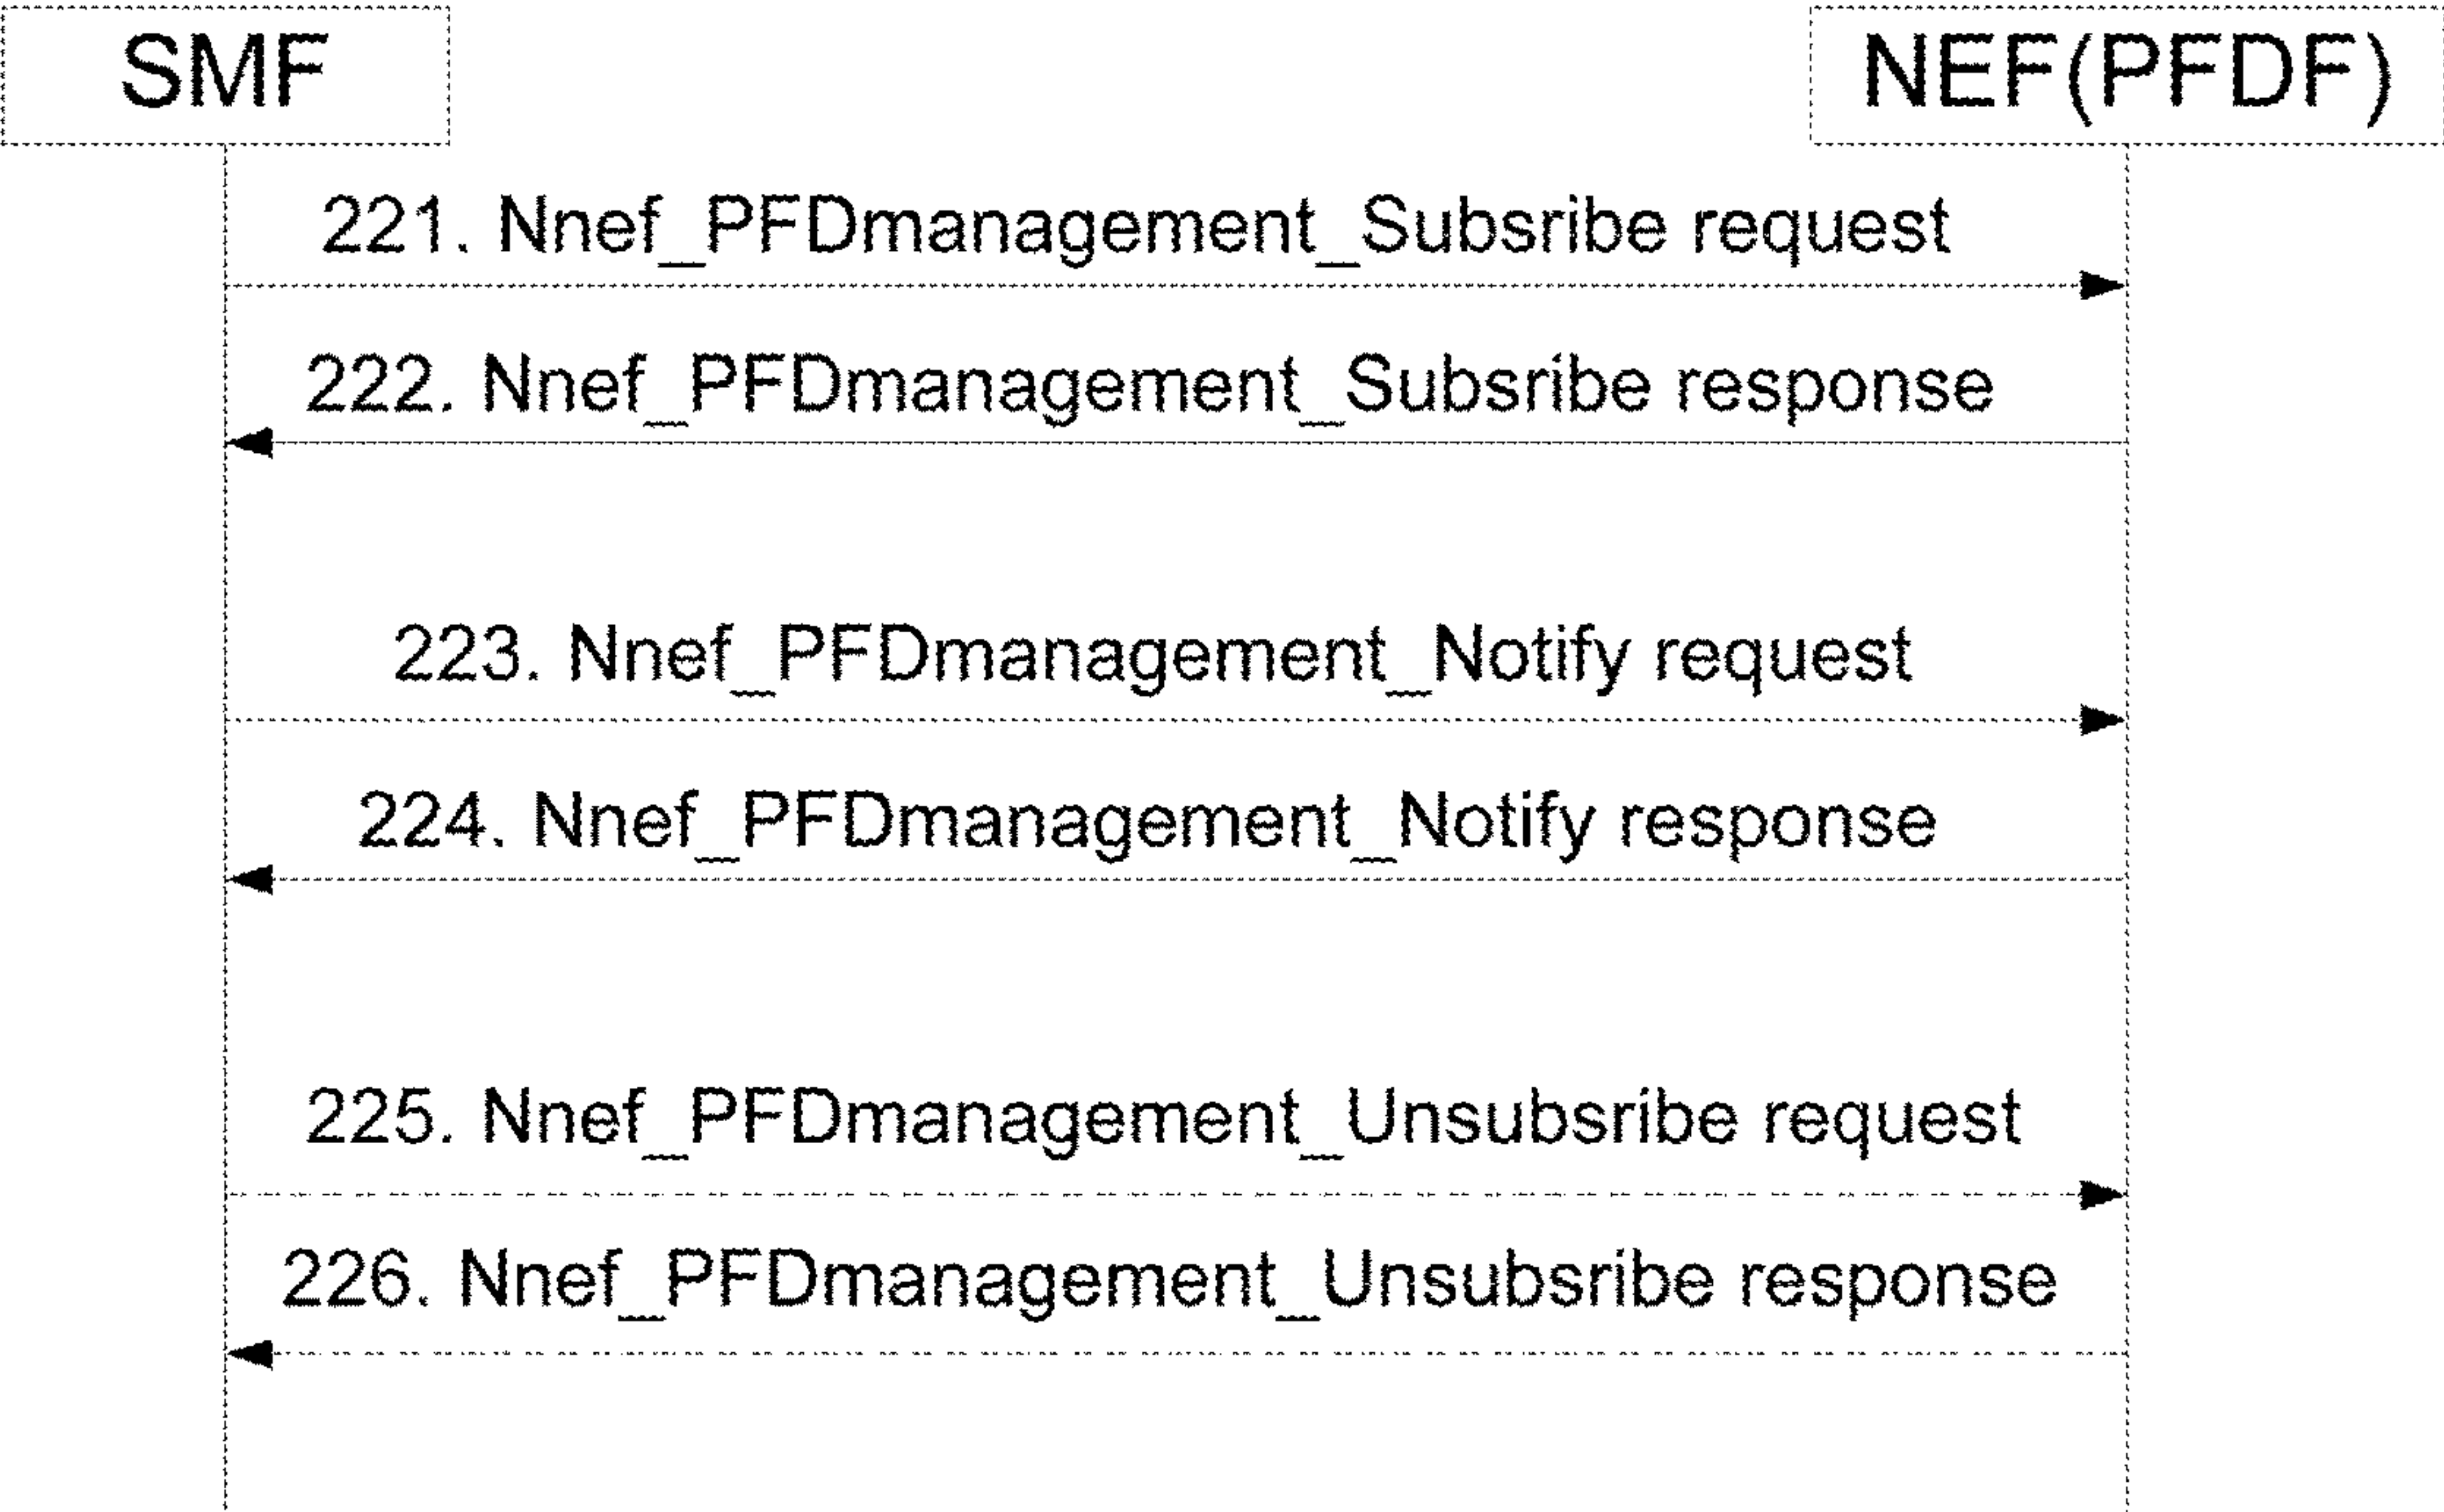 SMF
NEF(PFDF)
221. Nnef_PFDmanagement_Subsribe request
222. Nnef_PFDmanagement_Subsribe response
223. Nnef_PFDmanagement_Notify request
224. Nnef_PFDmanagement_Notify response
225. Nnef_PFDmanagement_Unsubsribe request
226. Nnef_PFDmanagement_Unsubsribe response